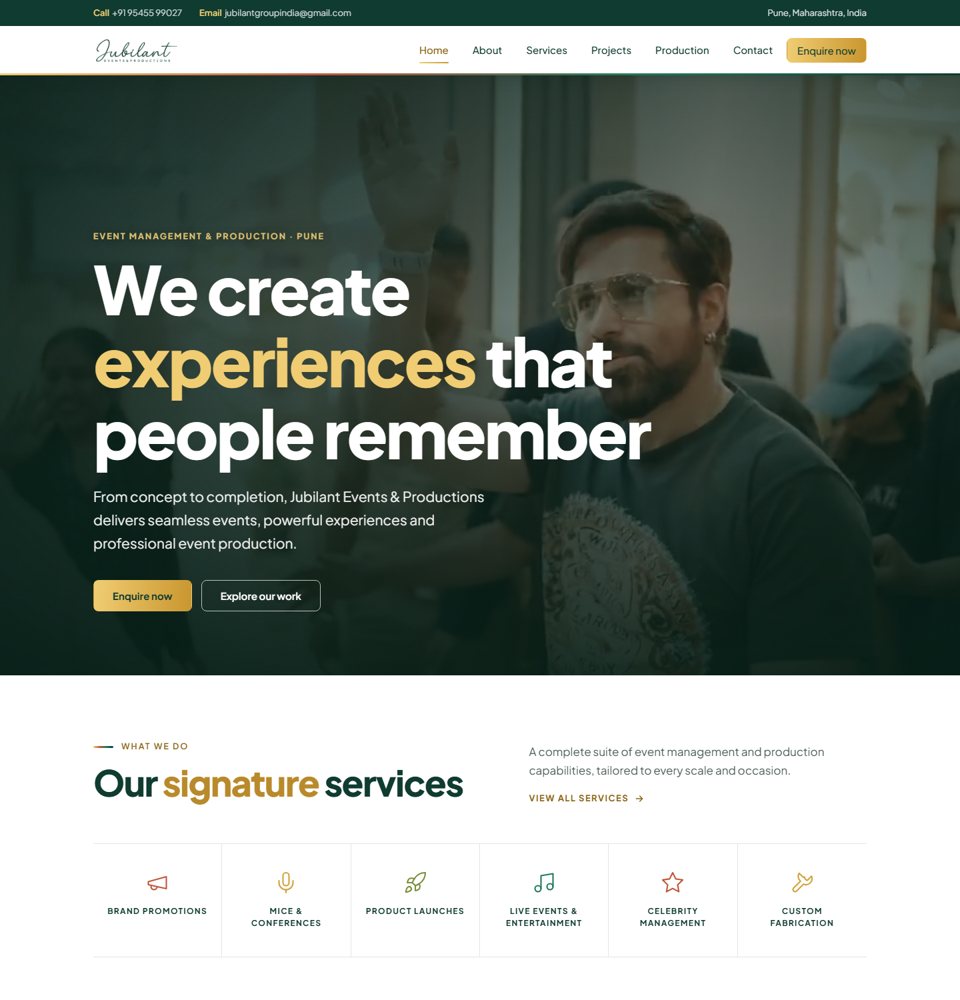 Call +91 95455 99027 Email jubilantgroupindia@gmail.com Pune, Maharashtra, India
Jubilant
EVENTS & PRODUCTIONS
Home About Services Projects Production Contact Enquire now
EVENT MANAGEMENT & PRODUCTION · PUNE
We create
experiences that
people remember
From concept to completion, Jubilant Events & Productions
delivers seamless events, powerful experiences and
professional event production.
Enquire now Explore our work
WHAT WE DO
Our signature services
A complete suite of event management and production
capabilities, tailored to every scale and occasion.
VIEW ALL SERVICES →
BRAND PROMOTIONS
MICE &
CONFERENCES
PRODUCT LAUNCHES
LIVE EVENTS &
ENTERTAINMENT
CELEBRITY
MANAGEMENT
CUSTOM
FABRICATION